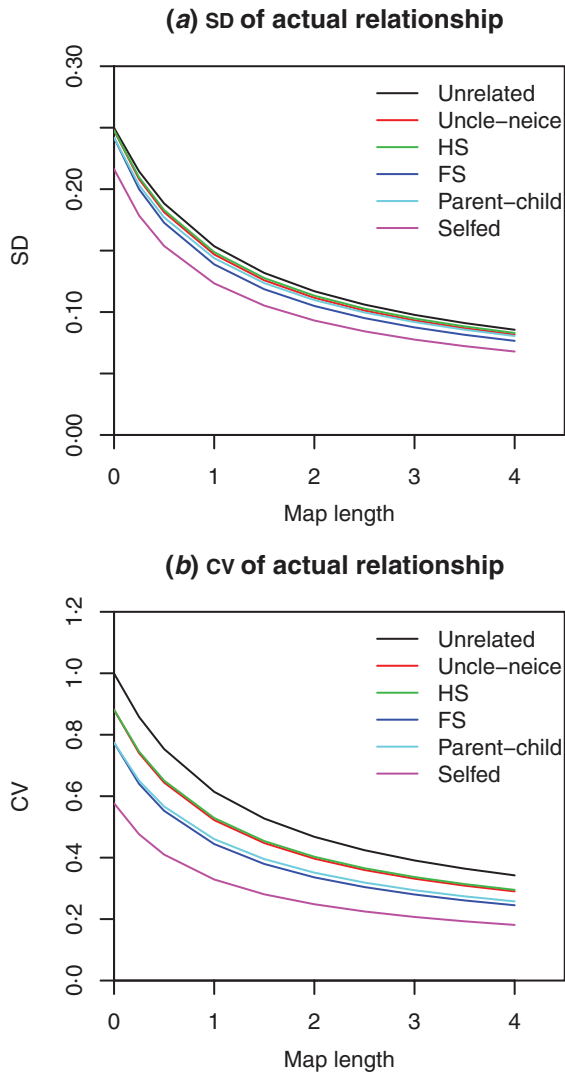 (a) SD of actual relationship
0·30
0·20
0·10
0·00
SD
Unrelated
Uncle−neice
HS
FS
Parent−child
Selfed
0 1 2 3 4
Map length
(b) CV of actual relationship
1·2
1·0
0·8
0·6
0·4
0·2
0·0
CV
Unrelated
Uncle−neice
HS
FS
Parent−child
Selfed
0 1 2 3 4
Map length